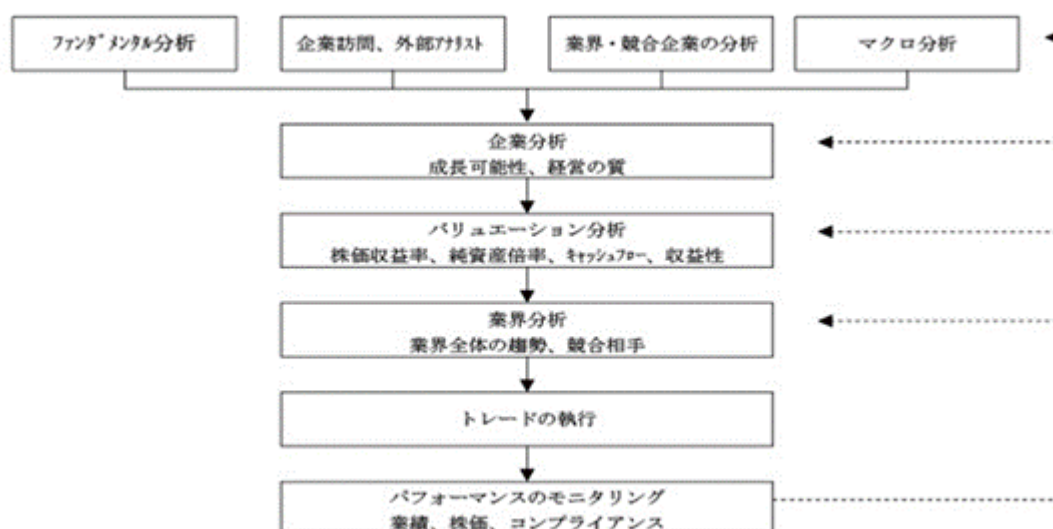 ﾌｧﾝﾀﾞﾒﾝﾀﾙ分析
企業訪問、外部ｱﾅﾘｽﾄ
業界・競合企業の分析
マクロ分析
企業分析
成長可能性、経営の質
バリュエーション分析
株価収益率、純資産倍率、ｷｬｯｼｭﾌﾛｰ、収益性
業界分析
業界全体の趨勢、競合相手
トレードの執行
パフォーマンスのモニタリング
業績、株価、コンプライアンス